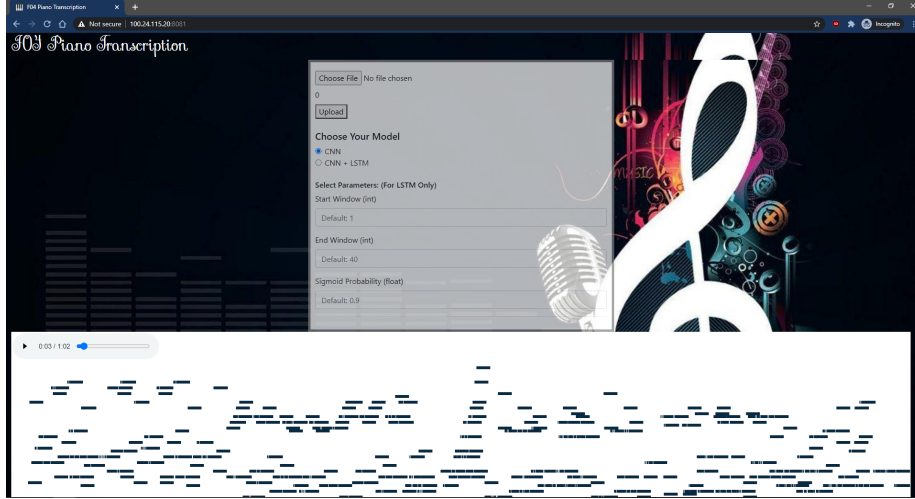 F04 Piano Transcription
Not secure | 100.24.115.20:8081
Incognito
F04 Piano Transcription
Choose File No file chosen
0
Upload
Choose Your Model
CNN
CNN + LSTM
Select Parameters: (For LSTM Only)
Start Window (int)
Default: 1
End Window (int)
Default: 40
Sigmoid Probability (float)
Default: 0.9
MUSIC
0:03 / 1:02